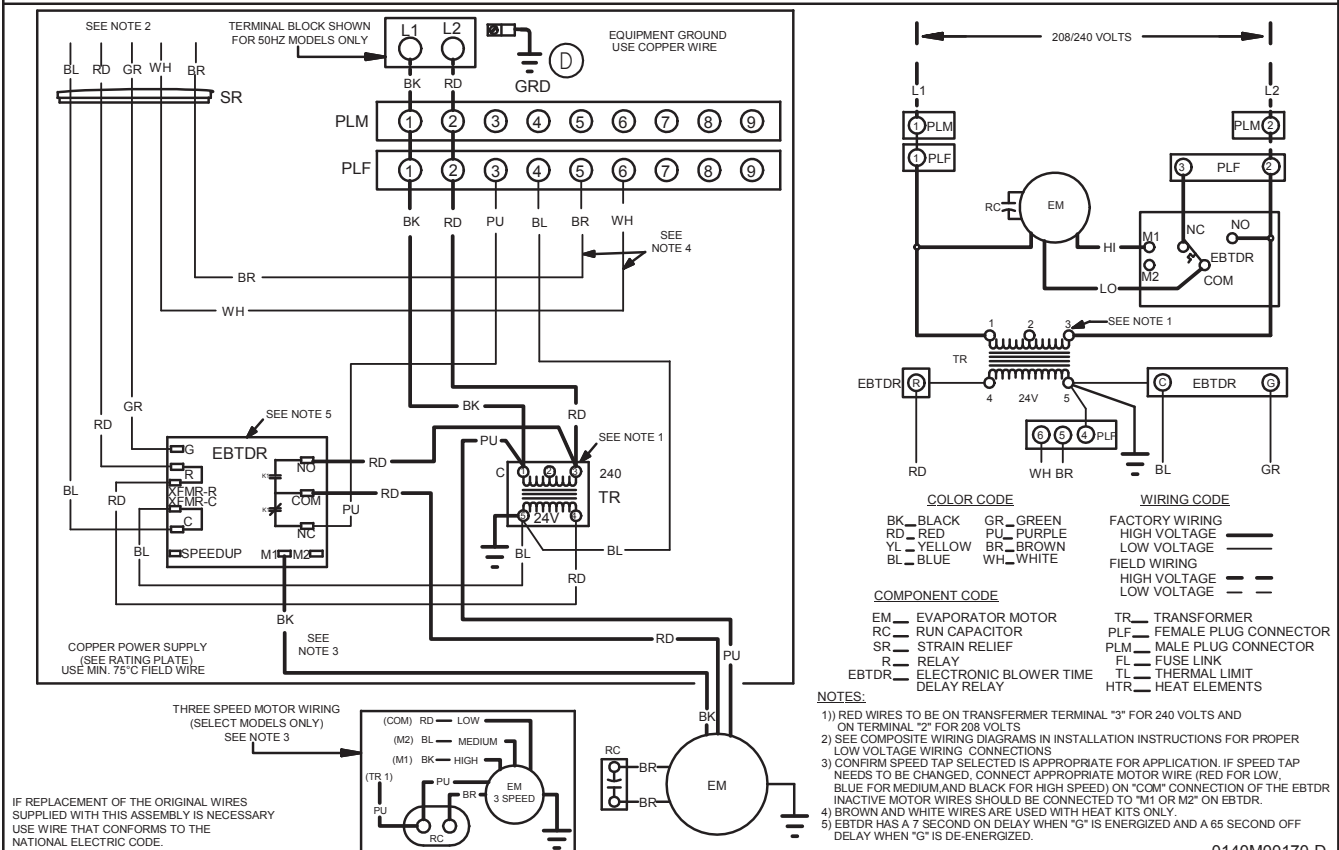 SEE NOTE 2
TERMINAL BLOCK SHOWN
FOR 50HZ MODELS ONLY
L1 L2
EQUIPMENT GROUND
USE COPPER WIRE
D
GRD
BL RD GR WH BR
SR
BK RD
PLM 1 2 3 4 5 6 7 8 9
PLF 1 2 3 4 5 6 7 8 9
BK RD PU BL BR WH
SEE
NOTE 4
BR
WH
GR
RD
BL
RD
BL
SEE NOTE 5
EBTDR
G
R
XFMR-R
XFMR-C
C
SPEEDUP
M1 M2
NO
COM
NC
RD
RD
PU
BK
PU
RD
SEE NOTE 1
C 1 2 3 240
TR
24V
5 4
BL
BL
RD
BK
SEE
NOTE 3
RD
PU
BK
COPPER POWER SUPPLY
(SEE RATING PLATE)
USE MIN. 75°C FIELD WIRE
THREE SPEED MOTOR WIRING
(SELECT MODELS ONLY)
SEE NOTE 3
(COM) RD LOW
(M2) BL MEDIUM
(M1) BK HIGH
(TR 1)
PU
PU
BR
EM
3 SPEED
RC
RC
BR
BR
EM
IF REPLACEMENT OF THE ORIGINAL WIRES
SUPPLIED WITH THIS ASSEMBLY IS NECESSARY
USE WIRE THAT CONFORMS TO THE
NATIONAL ELECTRIC CODE.
208/240 VOLTS
L1 L2
1 PLM
PLM 2
1 PLF
3 PLF 2
RC
EM
HI
LO
M1
M2
NC
NO
EBTDR
COM
1 2 3
SEE NOTE 1
TR
4 24V 5
EBTDR R
C EBTDR G
6 5 4 PLF
RD
WH BR
BL
GR
COLOR CODE
BK BLACK GR GREEN
RD RED PU PURPLE
YL YELLOW BR BROWN
BL BLUE WH WHITE
WIRING CODE
FACTORY WIRING
HIGH VOLTAGE
LOW VOLTAGE
FIELD WIRING
HIGH VOLTAGE
LOW VOLTAGE
COMPONENT CODE
EM EVAPORATOR MOTOR
RC RUN CAPACITOR
SR STRAIN RELIEF
R RELAY
EBTDR ELECTRONIC BLOWER TIME
DELAY RELAY
TR TRANSFORMER
PLF FEMALE PLUG CONNECTOR
PLM MALE PLUG CONNECTOR
FL FUSE LINK
TL THERMAL LIMIT
HTR HEAT ELEMENTS
NOTES:
1)) RED WIRES TO BE ON TRANSFERMER TERMINAL "3" FOR 240 VOLTS AND
ON TERMINAL "2" FOR 208 VOLTS
2) SEE COMPOSITE WIRING DIAGRAMS IN INSTALLATION INSTRUCTIONS FOR PROPER
LOW VOLTAGE WIRING CONNECTIONS
3) CONFIRM SPEED TAP SELECTED IS APPROPRIATE FOR APPLICATION. IF SPEED TAP
NEEDS TO BE CHANGED, CONNECT APPROPRIATE MOTOR WIRE (RED FOR LOW,
BLUE FOR MEDIUM,AND BLACK FOR HIGH SPEED) ON "COM" CONNECTION OF THE EBTDR
INACTIVE MOTOR WIRES SHOULD BE CONNECTED TO "M1 OR M2" ON EBTDR.
4) BROWN AND WHITE WIRES ARE USED WITH HEAT KITS ONLY.
5) EBTDR HAS A 7 SECOND ON DELAY WHEN "G" IS ENERGIZED AND A 65 SECOND OFF
DELAY WHEN "G" IS DE-ENERGIZED.